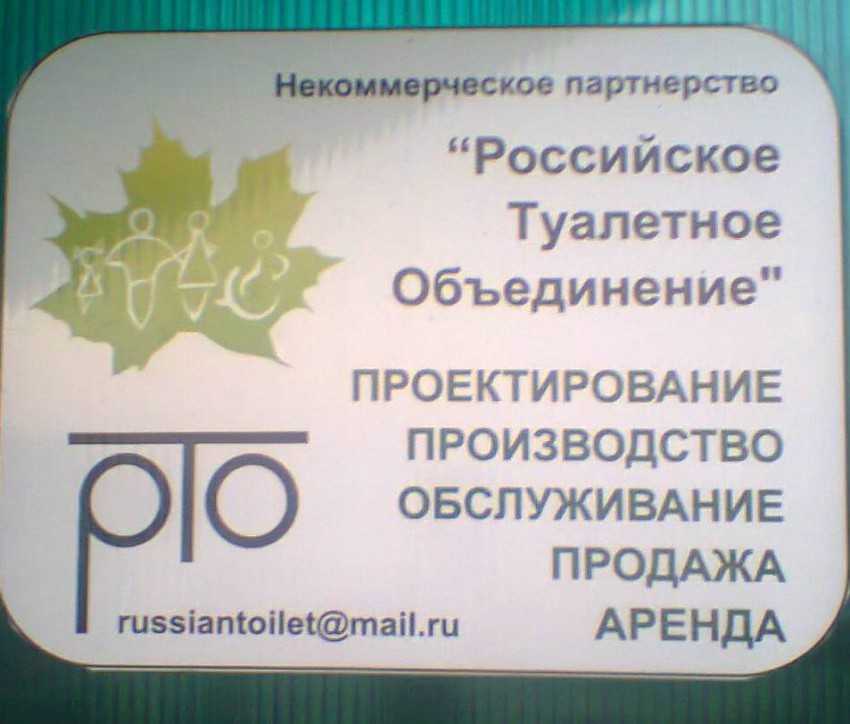 Некоммерческое партнерство
“Российское
Туалетное
Объединение"
ПРОЕКТИРОВАНИЕ
ПРОИЗВОДСТВО
ОБСЛУЖИВАНИЕ
ПРОДАЖА
АРЕНДА
РТО
russiantoilet@mail.ru